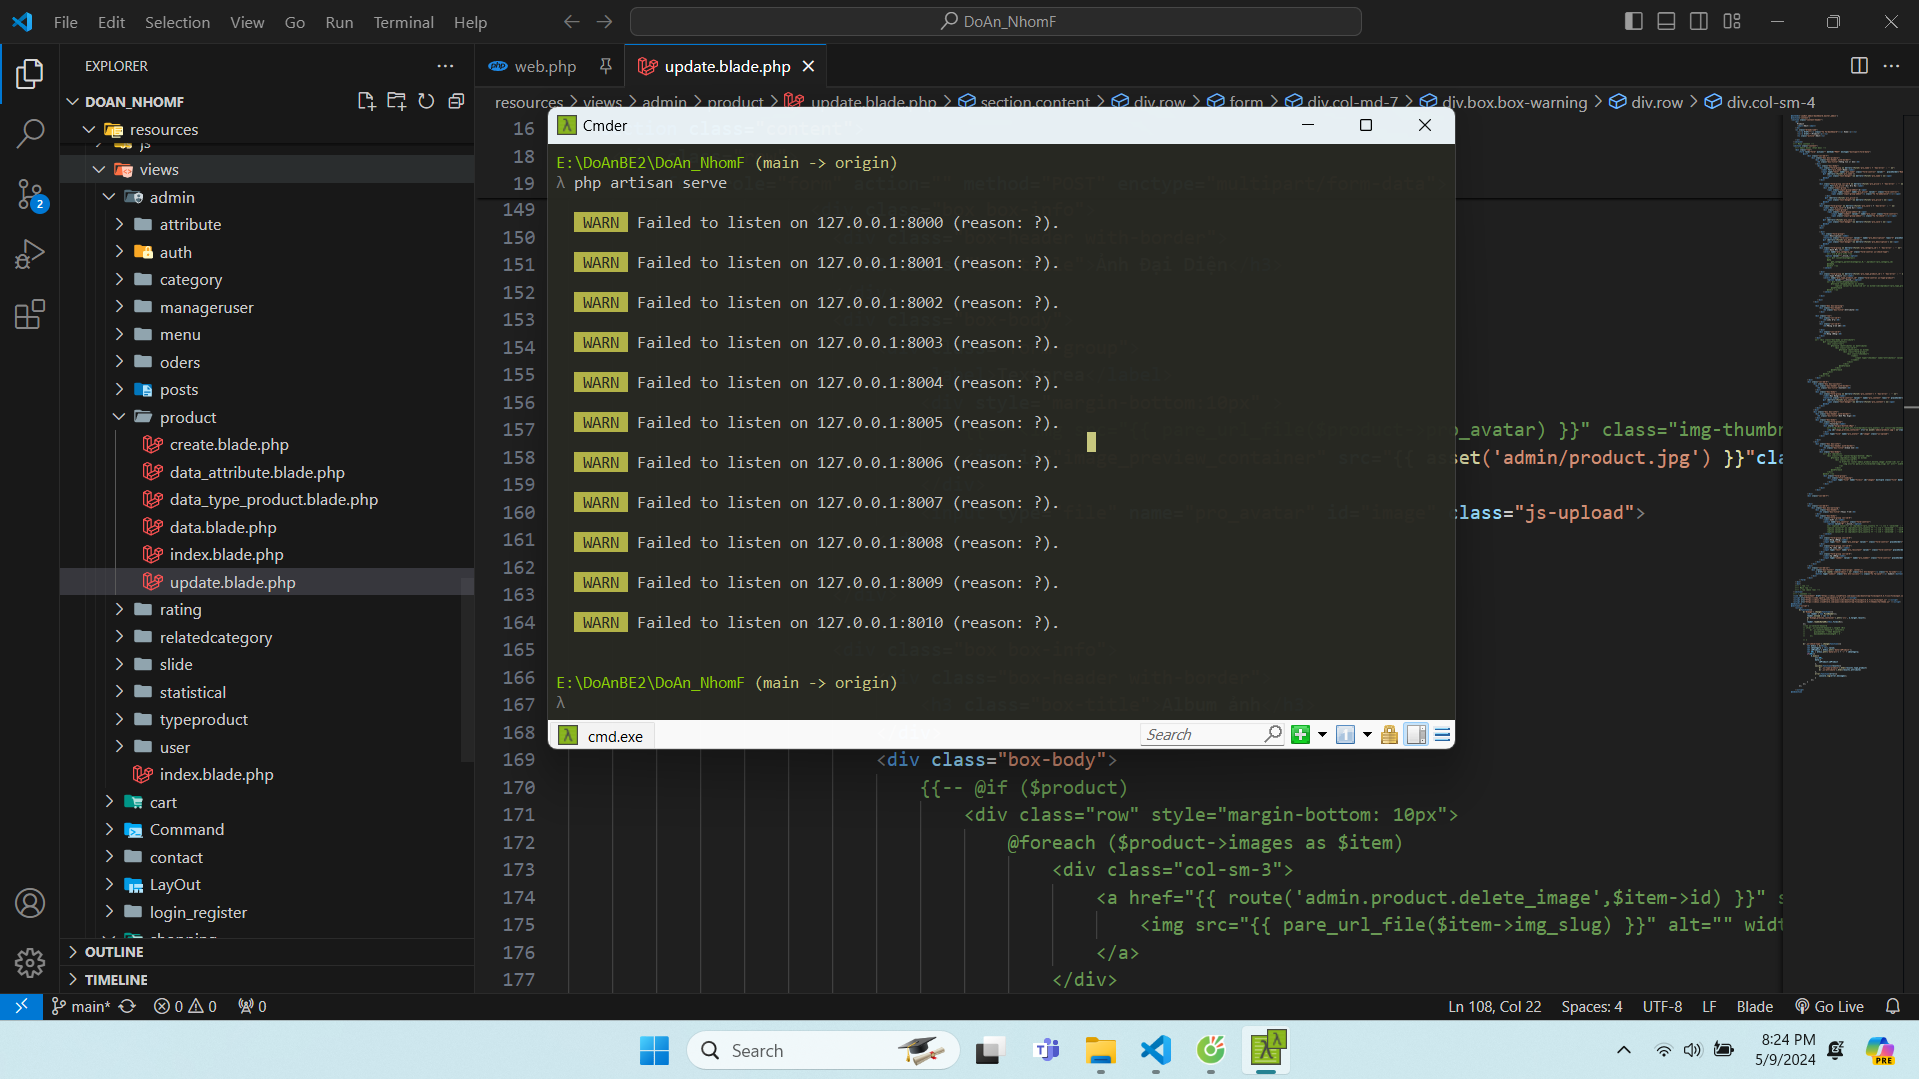 File Edit Selection View Go Run Terminal Help
DoAn_NhomF
EXPLORER
web.php
update.blade.php
DOAN_NHOMF
resources > views > admin > product > update.blade.php > section.content > div.row > form > div.col-md-7 > div.box.box-warning > div.row > div.col-sm-4
resources
js
views
admin
attribute
auth
category
manageruser
menu
oders
posts
product
create.blade.php
data_attribute.blade.php
data_type_product.blade.php
data.blade.php
index.blade.php
update.blade.php
rating
relatedcategory
slide
statistical
typeproduct
user
index.blade.php
cart
Command
contact
LayOut
login_register
shopping
OUTLINE
TIMELINE
2
16
18
19
149
150
151
152
153
154
155
156
157
158
159
160
161
162
163
164
165
166
167
168
Cmder
E:\DoAnBE2\DoAn_NhomF (main -> origin)
λ php artisan serve
WARN Failed to listen on 127.0.0.1:8000 (reason: ?).
WARN Failed to listen on 127.0.0.1:8001 (reason: ?).
WARN Failed to listen on 127.0.0.1:8002 (reason: ?).
WARN Failed to listen on 127.0.0.1:8003 (reason: ?).
WARN Failed to listen on 127.0.0.1:8004 (reason: ?).
WARN Failed to listen on 127.0.0.1:8005 (reason: ?).
WARN Failed to listen on 127.0.0.1:8006 (reason: ?).
WARN Failed to listen on 127.0.0.1:8007 (reason: ?).
WARN Failed to listen on 127.0.0.1:8008 (reason: ?).
WARN Failed to listen on 127.0.0.1:8009 (reason: ?).
WARN Failed to listen on 127.0.0.1:8010 (reason: ?).
E:\DoAnBE2\DoAn_NhomF (main -> origin)
λ
cmd.exe
Search
_avatar) }}" class="img-thumbn
asset('admin/product.jpg') }}"cla
class="js-upload">
169 <div class="box-body">
170 {{-- @if ($product)
171 <div class="row" style="margin-bottom: 10px">
172 @foreach ($product->images as $item)
173 <div class="col-sm-3">
174 <a href="{{ route('admin.product.delete_image',$item->id) }}" s
175 <img src="{{ pare_url_file($item->img_slug) }}" alt="" widt
176 </a>
177 </div>
main* 0 0 0
Ln 108, Col 22 Spaces: 4 UTF-8 LF Blade Go Live
Search
8:24 PM
5/9/2024
PRE